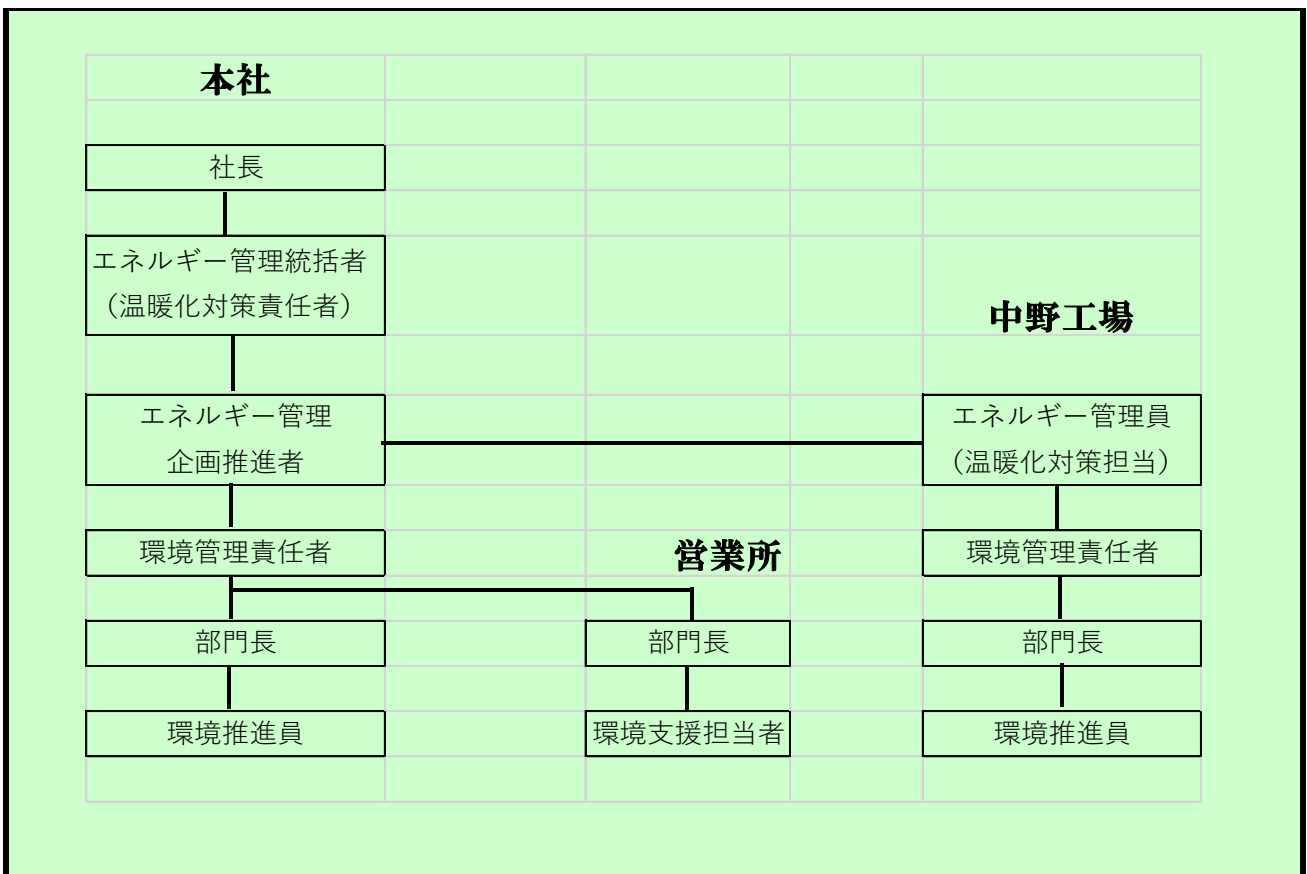 本社
社長
エネルギー管理統括者
（温暖化対策責任者）
中野工場
エネルギー管理
企画推進者
エネルギー管理員
（温暖化対策担当）
環境管理責任者
営業所
環境管理責任者
部門長
部門長
部門長
環境推進員
環境支援担当者
環境推進員